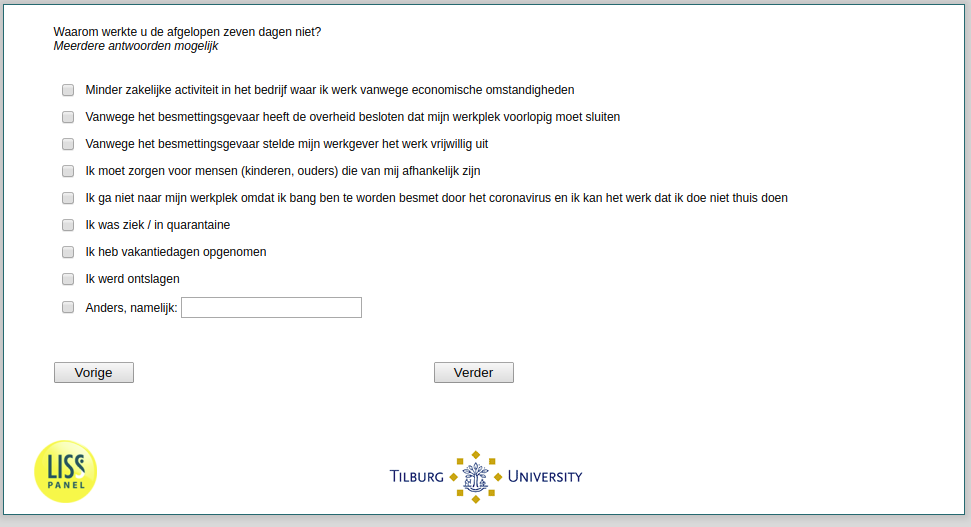 Waarom werkte u de afgelopen zeven dagen niet?
Meerdere antwoorden mogelijk
Minder zakelijke activiteit in het bedrijf waar ik werk vanwege economische omstandigheden
Vanwege het besmettingsgevaar heeft de overheid besloten dat mijn werkplek voorlopig moet sluiten
Vanwege het besmettingsgevaar stelde mijn werkgever het werk vrijwillig uit
Ik moet zorgen voor mensen (kinderen, ouders) die van mij afhankelijk zijn
Ik ga niet naar mijn werkplek omdat ik bang ben te worden besmet door het coronavirus en ik kan het werk dat ik doe niet thuis doen
Ik was ziek / in quarantaine
Ik heb vakantiedagen opgenomen
Ik werd ontslagen
Anders, namelijk:
Vorige Verder
LISS
PANEL
TILBURG UNIVERSITY